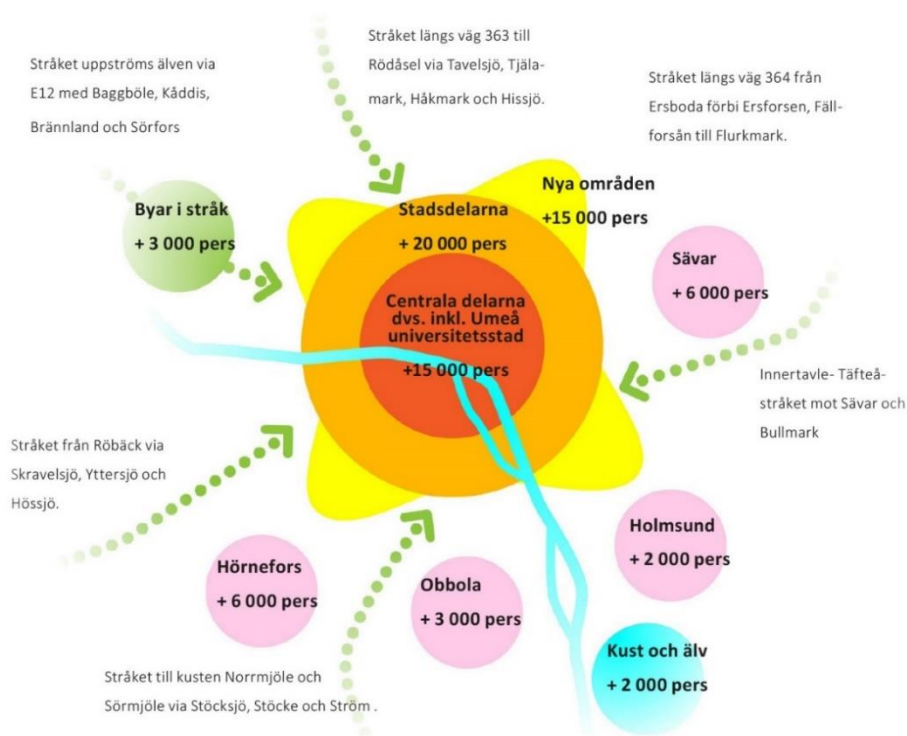 Stråket uppströms älven via
E12 med Baggböle, Kåddis,
Brännland och Sörfors
Stråket längs väg 363 till
Rödåsel via Tavelsjö, Tjäla-
mark, Håkmark och Hissjö.
Stråket längs väg 364 från
Ersboda förbi Ersforsen, Fäll-
forsån till Flurkmark.
Byar i stråk
+ 3 000 pers
Stadsdelarna
+ 20 000 pers
Nya områden
+15 000 pers
Sävar
+ 6 000 pers
Centrala delarna
dvs. inkl. Umeå
universitetsstad
+15 000 pers
Innertavle- Täfteå-
stråket mot Sävar och
Bullmark
Stråket från Röbäck via
Skravelsjö, Yttersjö och
Hössjö.
Hörnefors
+ 6 000 pers
Obbola
+ 3 000 pers
Holmsund
+ 2 000 pers
Kust och älv
+ 2 000 pers
Stråket till kusten Norrmjöle och
Sörmjöle via Stöcksjö, Stöcke och Ström .